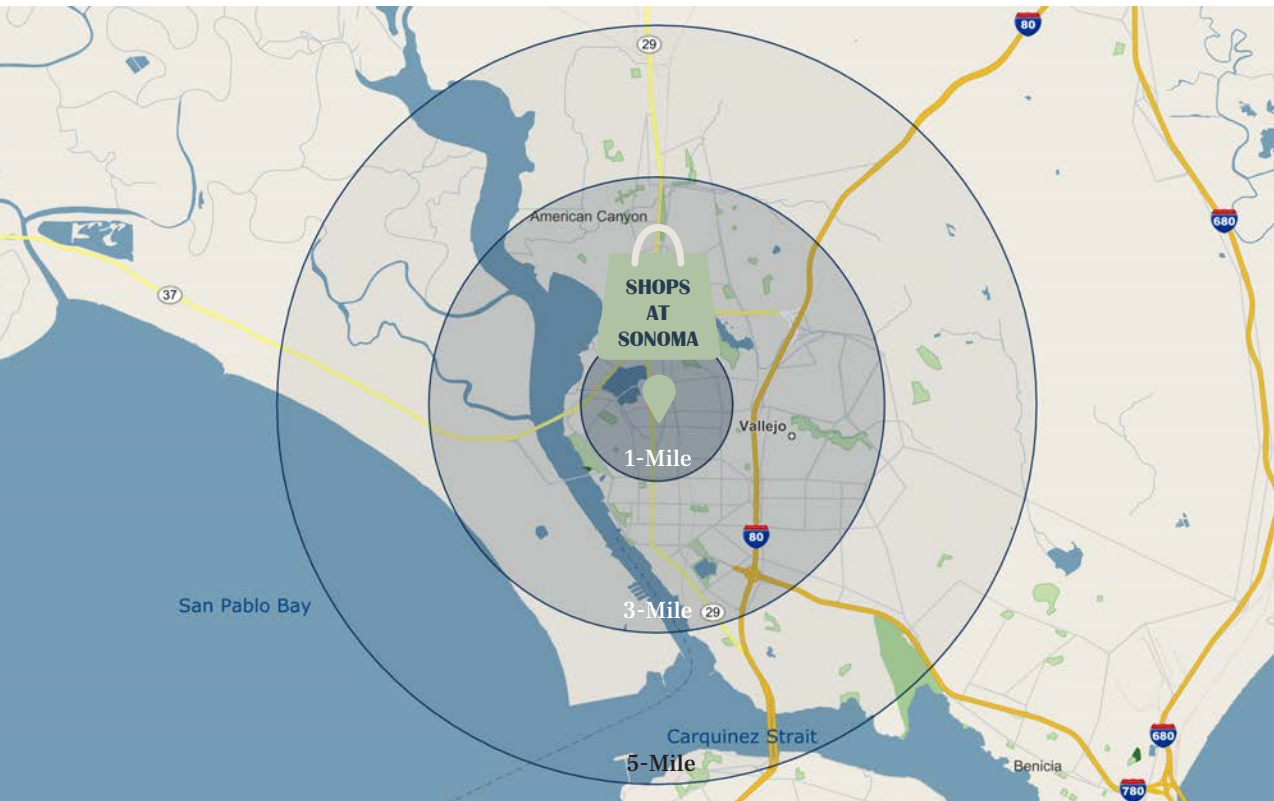 80
29
American Canyon
680
SHOPS
AT
SONOMA
37
Vallejo
1-Mile
80
San Pablo Bay
3-Mile
29
Carquinez Strait
680
5-Mile
Benicia
780